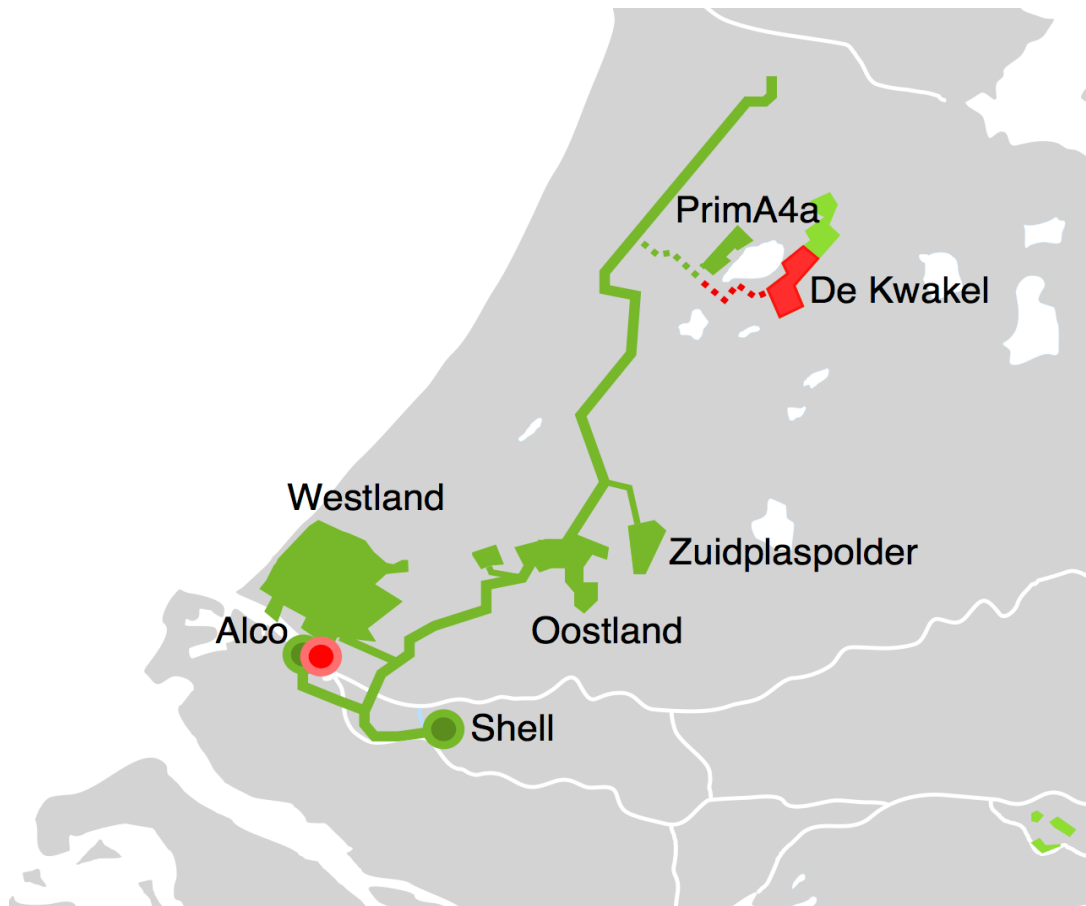 PrimA4a
De Kwakel
Westland
Zuidplaspolder
Alco
Oostland
Shell